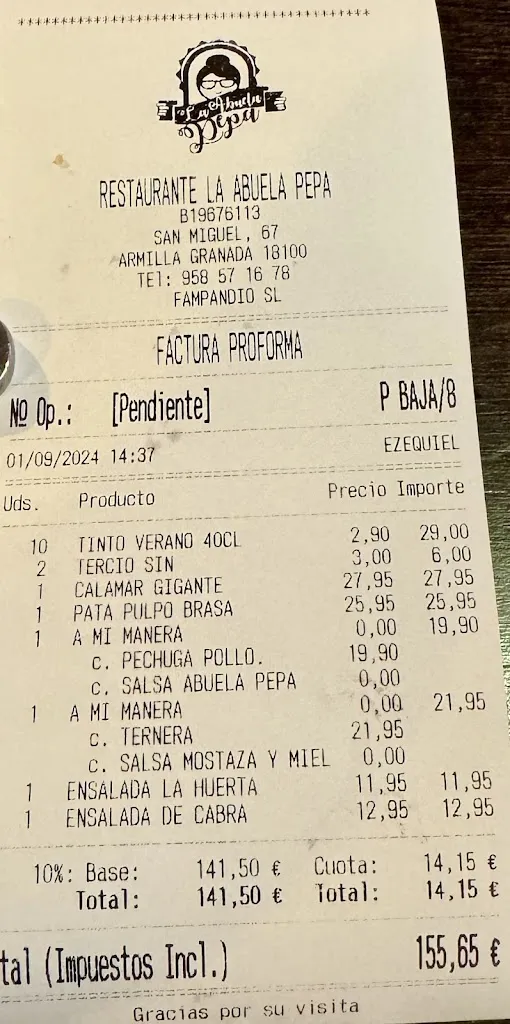 ********************************************
La Abuela
Pepa
RESTAURANTE LA ABUELA PEPA
B19676113
SAN MIGUEL, 67
ARMILLA GRANADA 18100
TEl: 958 57 16 78
FAMPANDIO SL
FACTURA PROFORMA
Nº Op.: [Pendiente] P BAJA/8
01/09/2024 14:37 EZEQUIEL
Uds. Producto Precio Importe
10 TINTO VERANO 40CL 2,90 29,00
2 TERCIO SIN 3,00 6,00
1 CALAMAR GIGANTE 27,95 27,95
1 PATA PULPO BRASA 25,95 25,95
1 A MI MANERA 0,00 19,90
c. PECHUGA POLLO. 19,90
c. SALSA ABUELA PEPA 0,00
1 A MI MANERA 0,00 21,95
c. TERNERA 21,95
c. SALSA MOSTAZA Y MIEL 0,00
1 ENSALADA LA HUERTA 11,95 11,95
1 ENSALADA DE CABRA 12,95 12,95
10%: Base: 141,50 € Cuota: 14,15 €
Total: 141,50 € Total: 14,15 €
tal (Impuestos Incl.) 155,65 €
Gracias por su visita